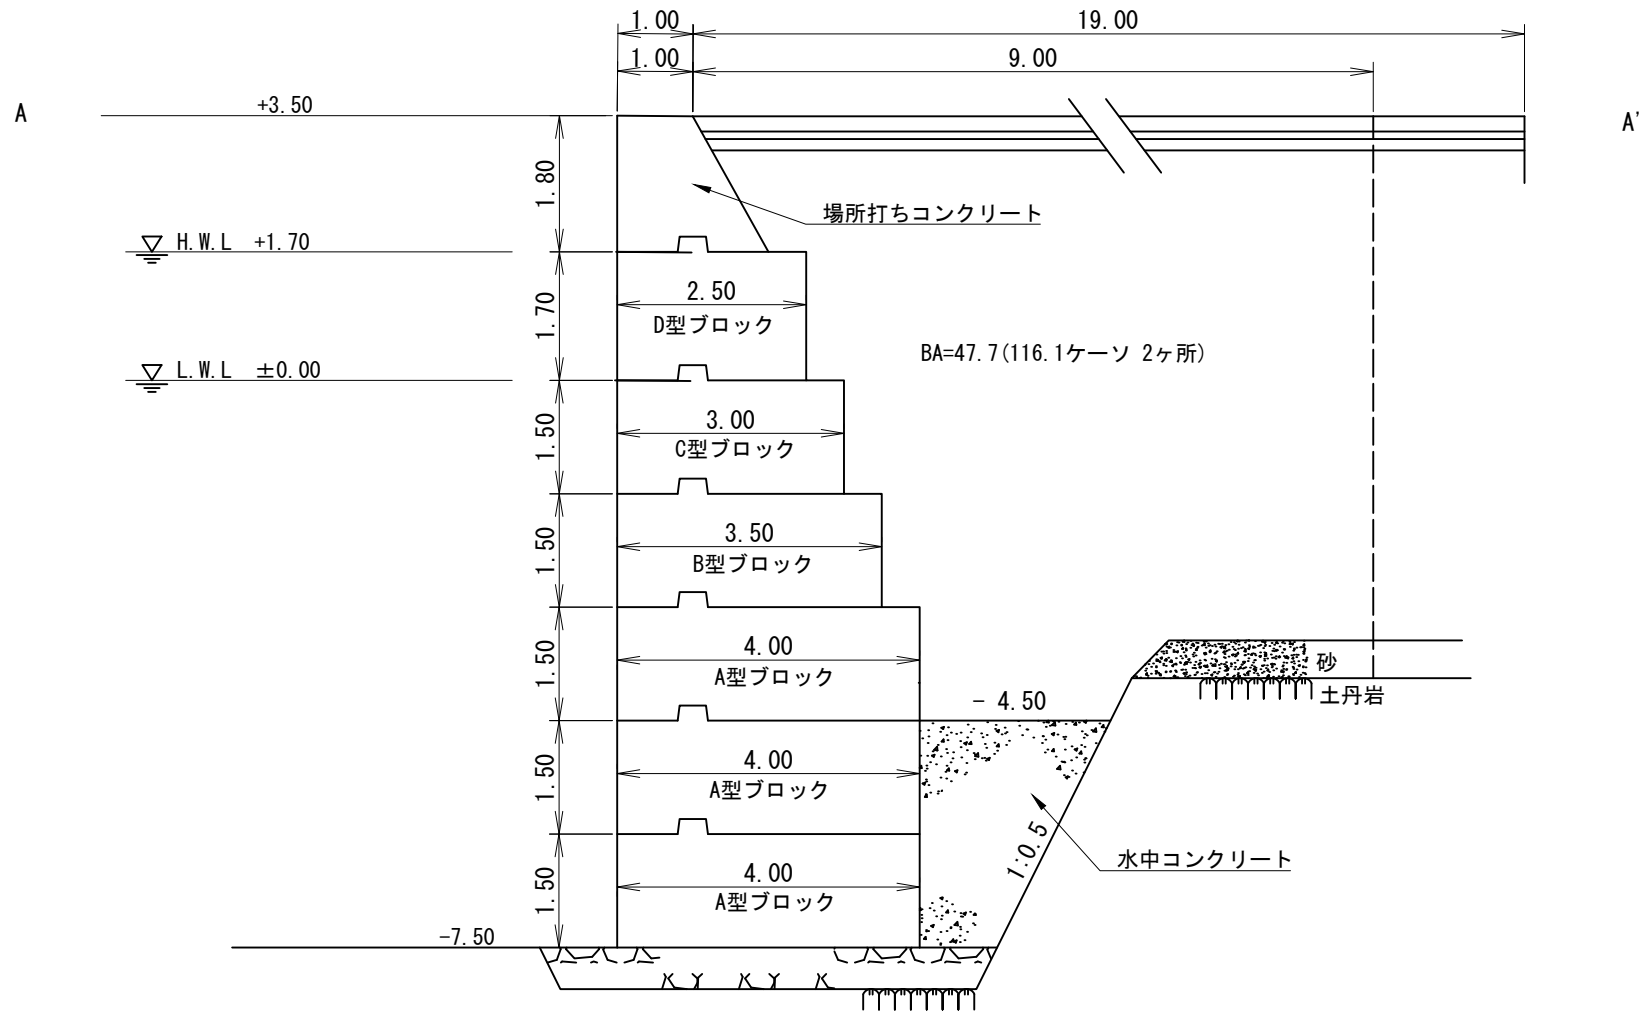 1.00
19.00
1.00
9.00
A
+3.50
A'
1.80
場所打ちコンクリート
H.W.L +1.70
2.50
D型ブロック
1.70
BA=47.7(116.1ケーソ 2ヶ所)
L.W.L ±0.00
3.00
C型ブロック
1.50
3.50
B型ブロック
1.50
4.00
A型ブロック
1.50
砂
土丹岩
- 4.50
4.00
A型ブロック
1.50
1:0.5
水中コンクリート
4.00
A型ブロック
1.50
-7.50